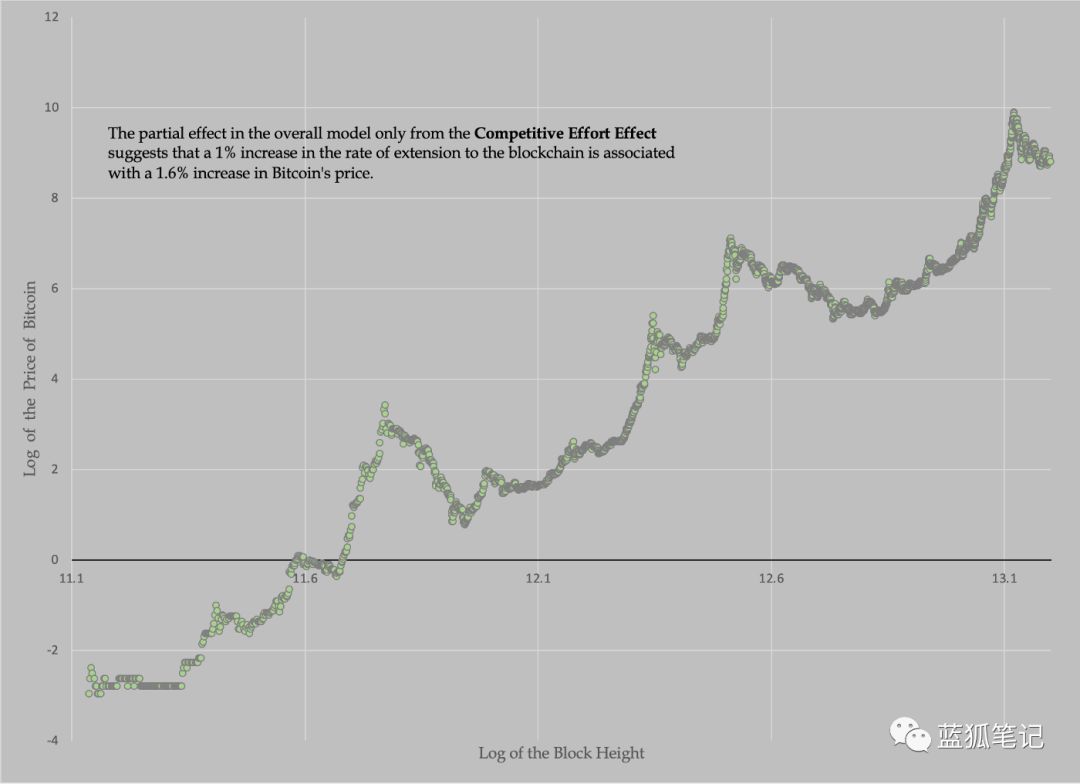 12
10
The partial effect in the overall model only from the Competitive Effort Effect
suggests that a 1% increase in the rate of extension to the blockchain is associated
with a 1.6% increase in Bitcoin's price.
8
6
4
2
0
-2
-4
Log of the Price of Bitcoin
11.1
11.6
12.1
12.6
13.1
Log of the Block Height
蓝狐笔记